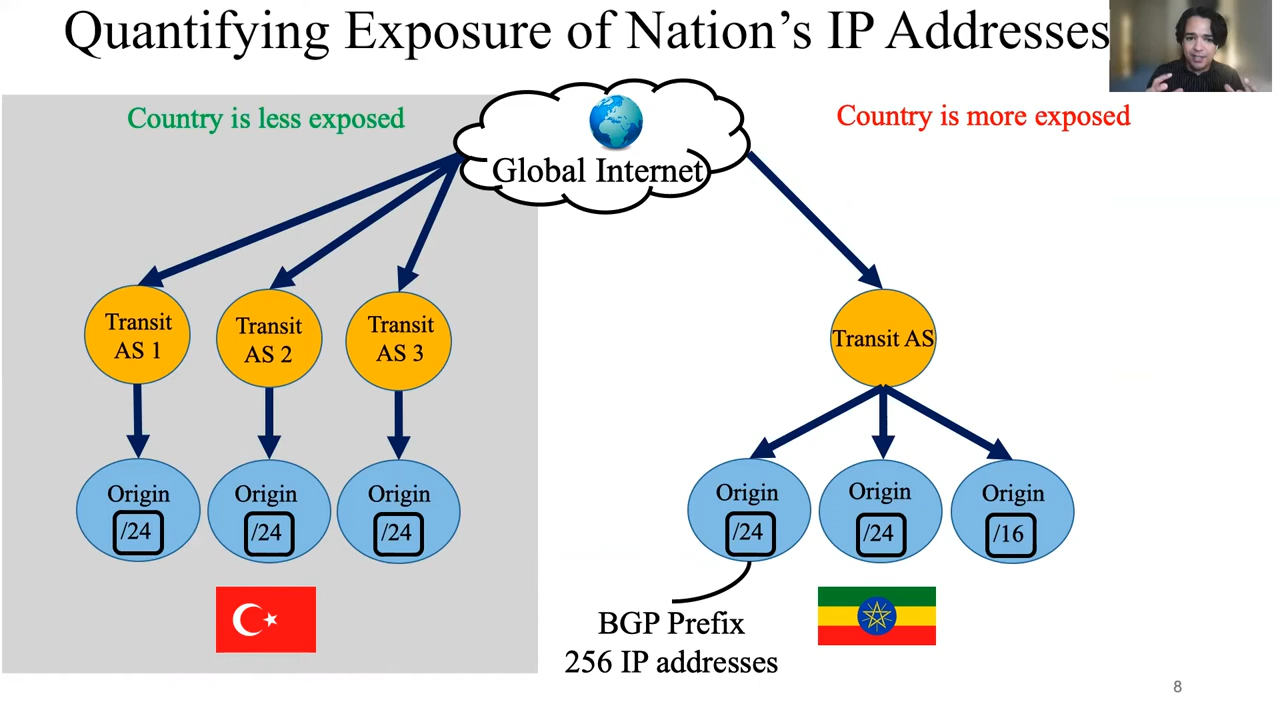 Quantifying Exposure of Nation's IP Addresses
Country is less exposed
Country is more exposed
Global Internet
Transit
AS 1
Transit
AS 2
Transit
AS 3
Transit AS
Origin
/24
Origin
/24
Origin
/24
Origin
/24
Origin
/24
Origin
/16
BGP Prefix
256 IP addresses
8